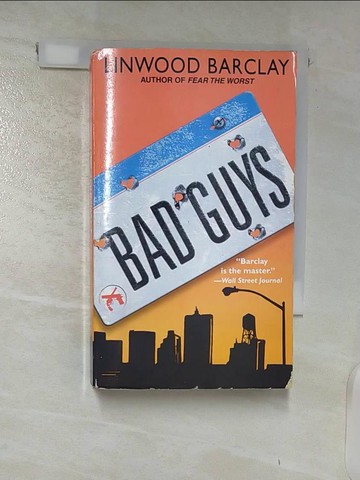 LINWOOD BARCLAY
AUTHOR OF FEAR THE WORST
BAD GUYS
"Barclay
is the master."
—Wall Street Journal